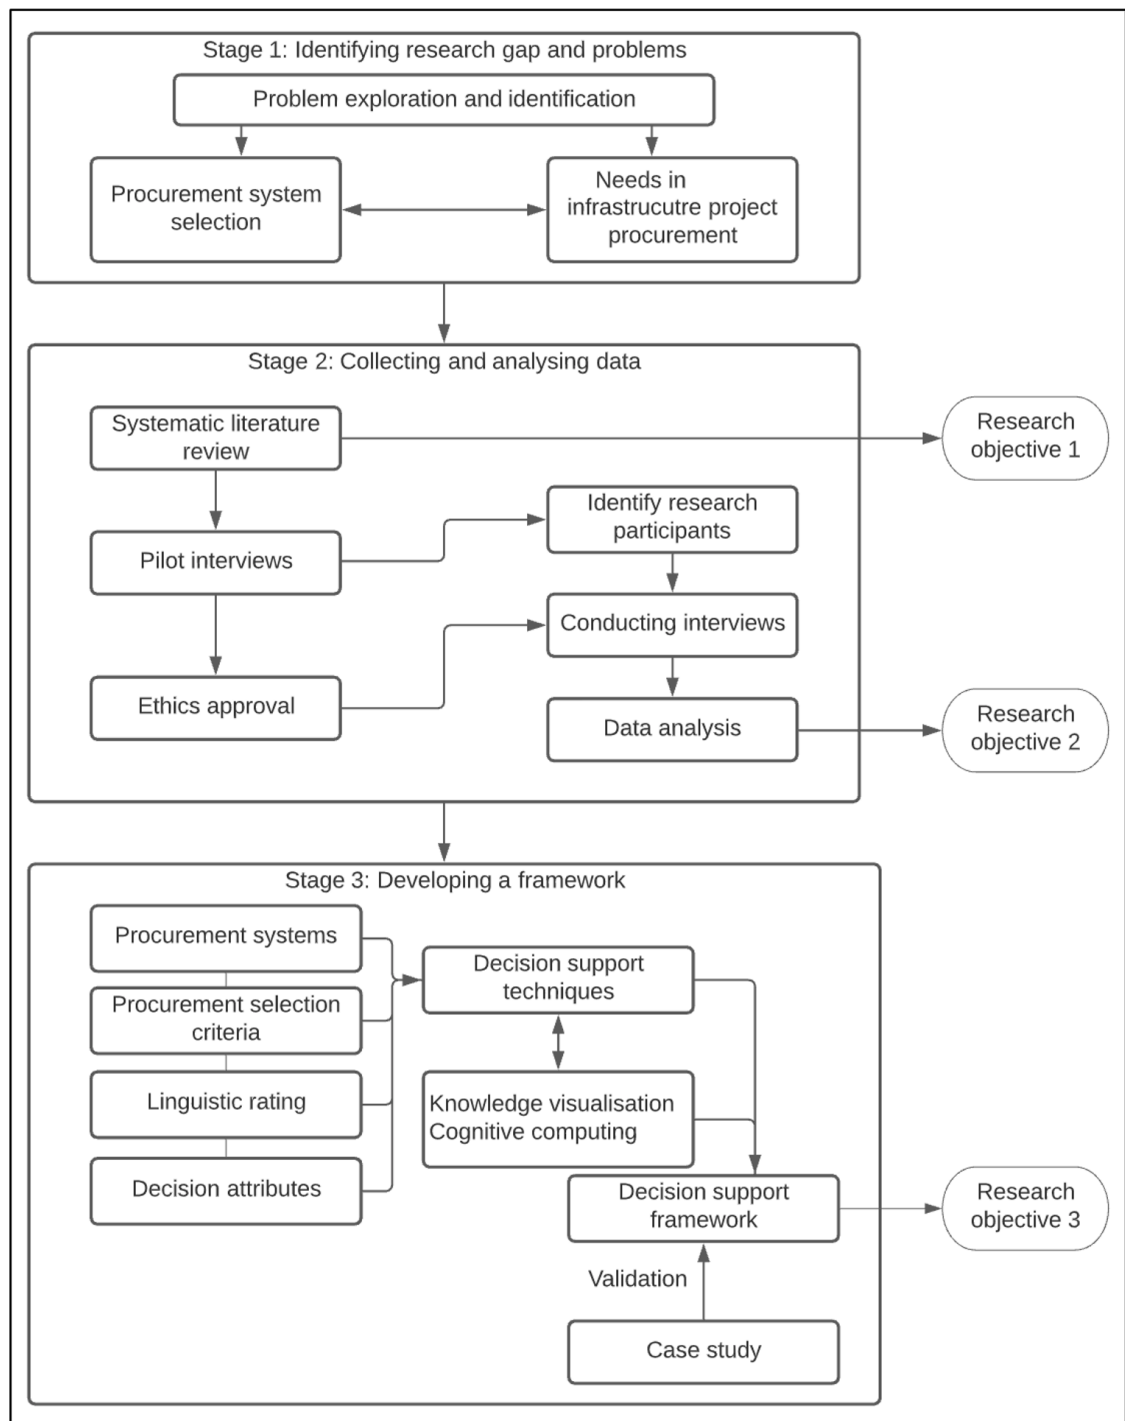 Stage 1: Identifying research gap and problems
Problem exploration and identification
Procurement system
selection
Needs in
infrastrucutre project
procurement
Stage 2: Collecting and analysing data
Systematic literature
review
Research
objective 1
Identify research
participants
Pilot interviews
Conducting interviews
Ethics approval
Data analysis
Research
objective 2
Stage 3: Developing a framework
Procurement systems
Procurement selection
criteria
Linguistic rating
Decision attributes
Decision support
techniques
Knowledge visualisation
Cognitive computing
Decision support
framework
Research
objective 3
Validation
Case study